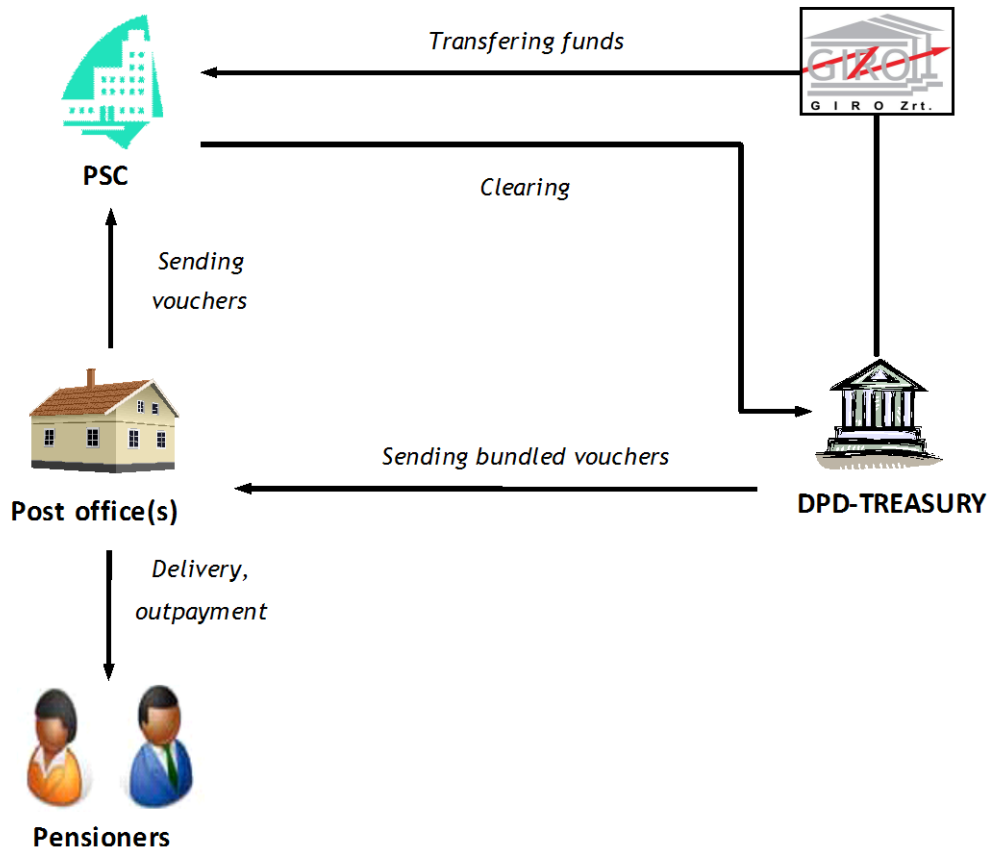 Transfering funds
GIRO
G I R O Zrt.
PSC
Clearing
Sending
vouchers
Sending bundled vouchers
Post office(s)
DPD-TREASURY
Delivery,
outpayment
Pensioners